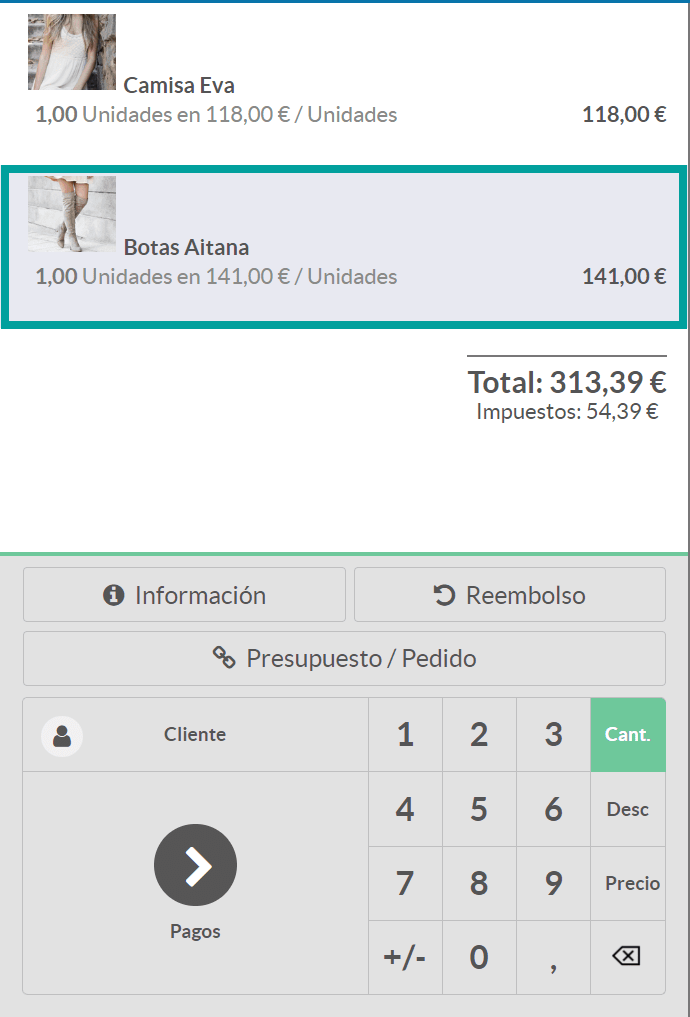 Camisa Eva
1,00 Unidades en 118,00 € / Unidades 118,00 €
Botas Aitana
1,00 Unidades en 141,00 € / Unidades 141,00 €
Total: 313,39 €
Impuestos: 54,39 €
Información Reembolso
Presupuesto / Pedido
Cliente 1 2 3 Cant.
4 5 6 Desc
7 8 9 Precio
Pagos
+/- 0 ,